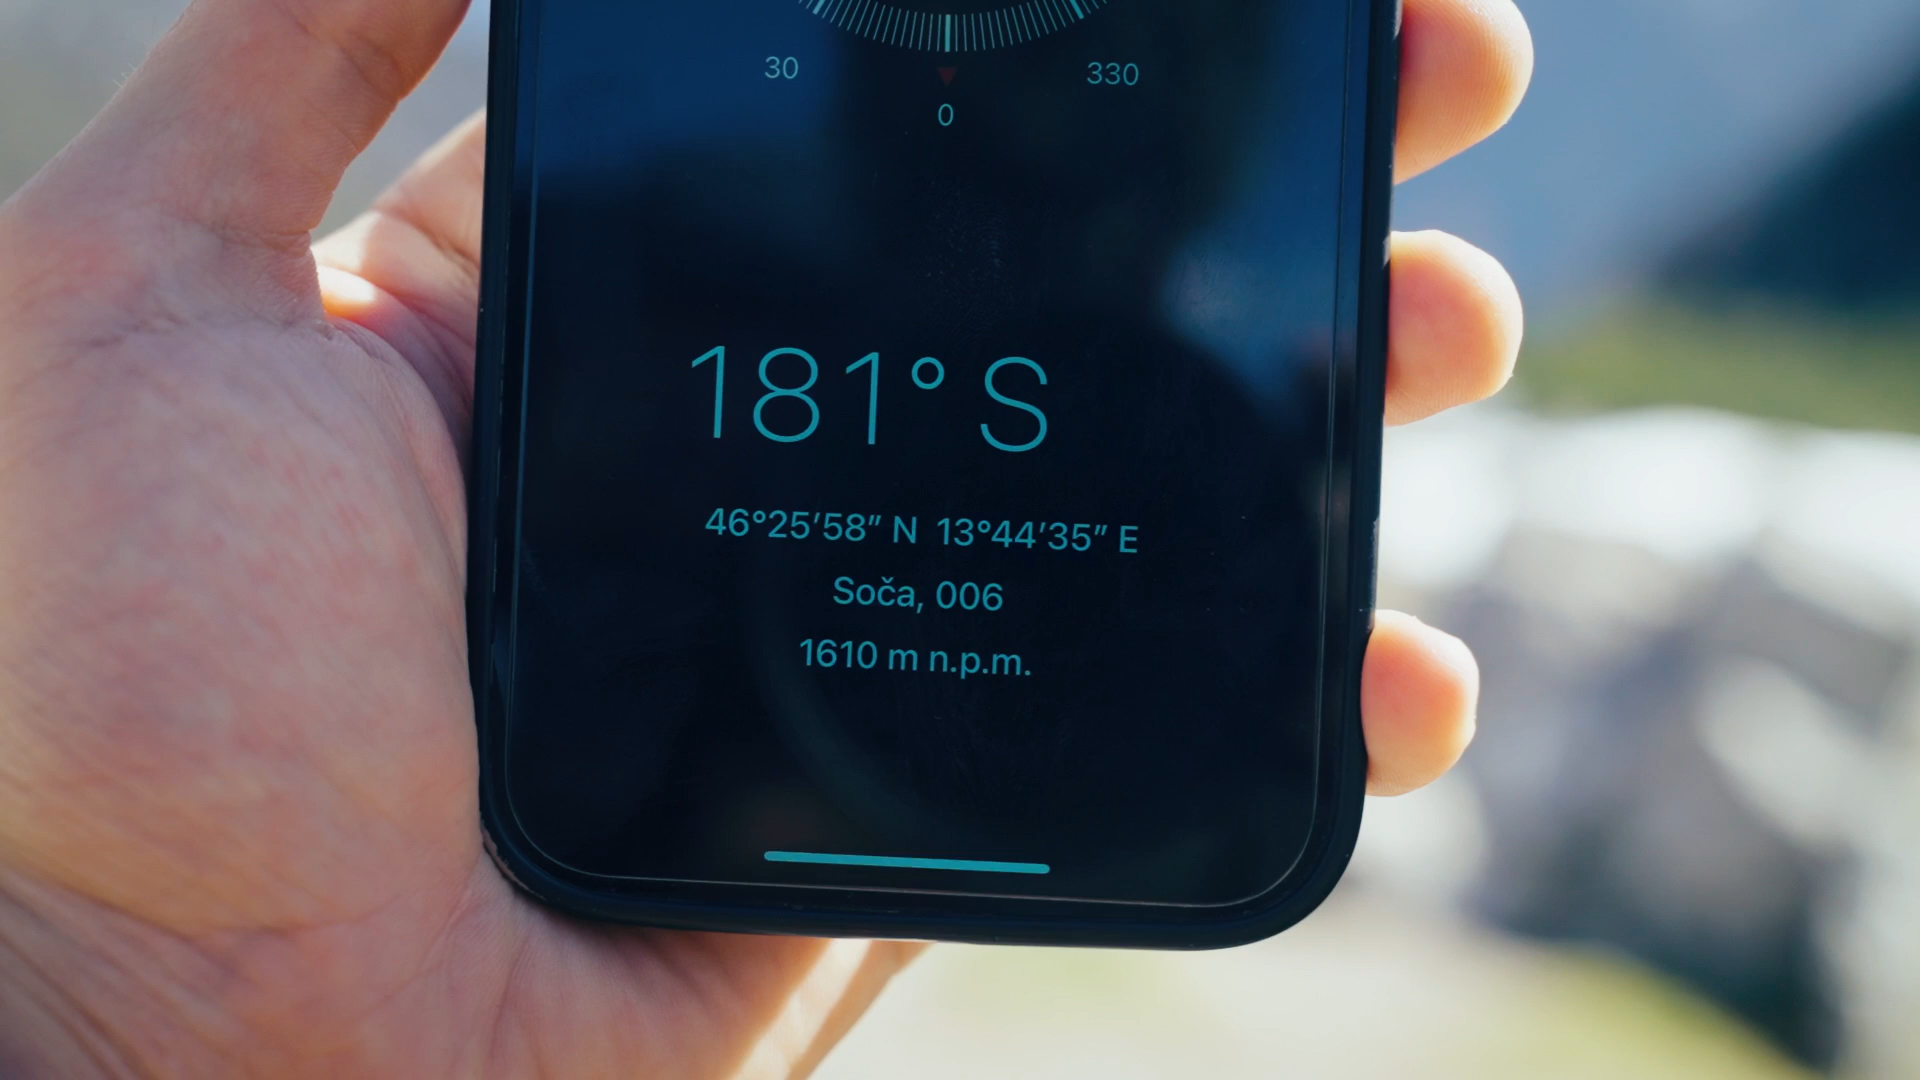 30 330
0
181° S
46°25′58″ N 13°44′35″ E
Soča, 006
1610 m n.p.m.